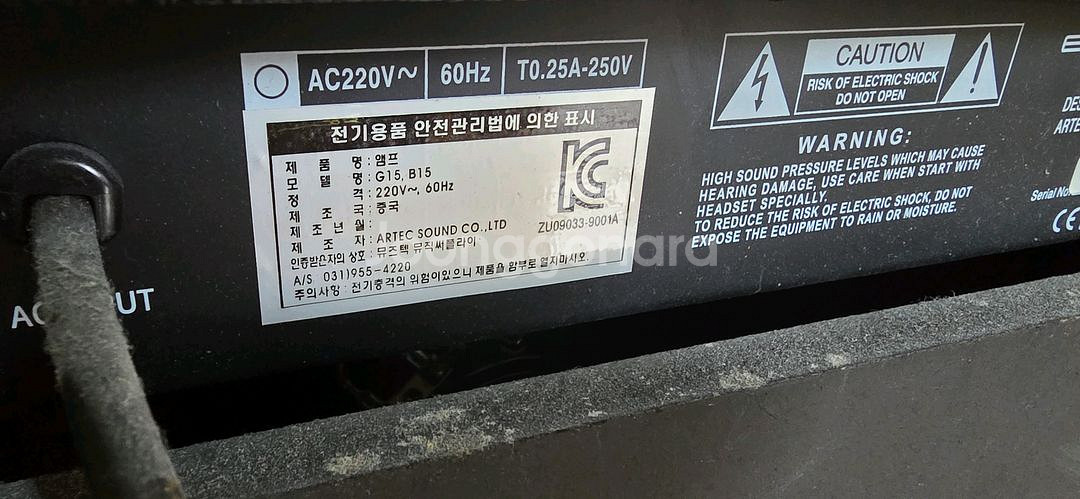 AC220V~ 60Hz T0.25A-250V
전기용품 안전관리법에 의한 표시
제 품 명 : 앰프
모 델 명 : G15, B15
정 격 : 220V~, 60Hz
제 조 국 : 중국
제 조 년 월 :
제 조 자 : ARTEC SOUND CO.,LTD
인증받은자의 상호 : 뮤즈텍 뮤직써플라이
A/S 031)955-4220
주의사항 : 전기충격의 위험이있으니 제품을 함부로 열지마시오.
KC
ZU09033-9001A
CAUTION
RISK OF ELECTRIC SHOCK
DO NOT OPEN
WARNING:
HIGH SOUND PRESSURE LEVELS WHICH MAY CAUSE
HEARING DAMAGE, USE CARE WHEN START WITH
HEADSET SPECIALLY.
TO REDUCE THE RISK OF ELECTRIC SHOCK, DO NOT
EXPOSE THE EQUIPMENT TO RAIN OR MOISTURE.
Serial No
CE
joonggonara